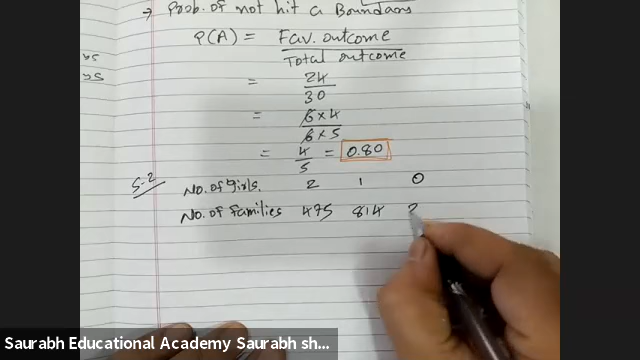 → Prob. of not hit a Boundary
P(A) = Fav. outcome
Total outcome
= 24
30
= 6 x 4
6 x 5
= 4 = 0.80
5
S-2 No. of Girls. 2 1 0
No. of Families 475 814
Saurabh Educational Academy Saurabh sh...